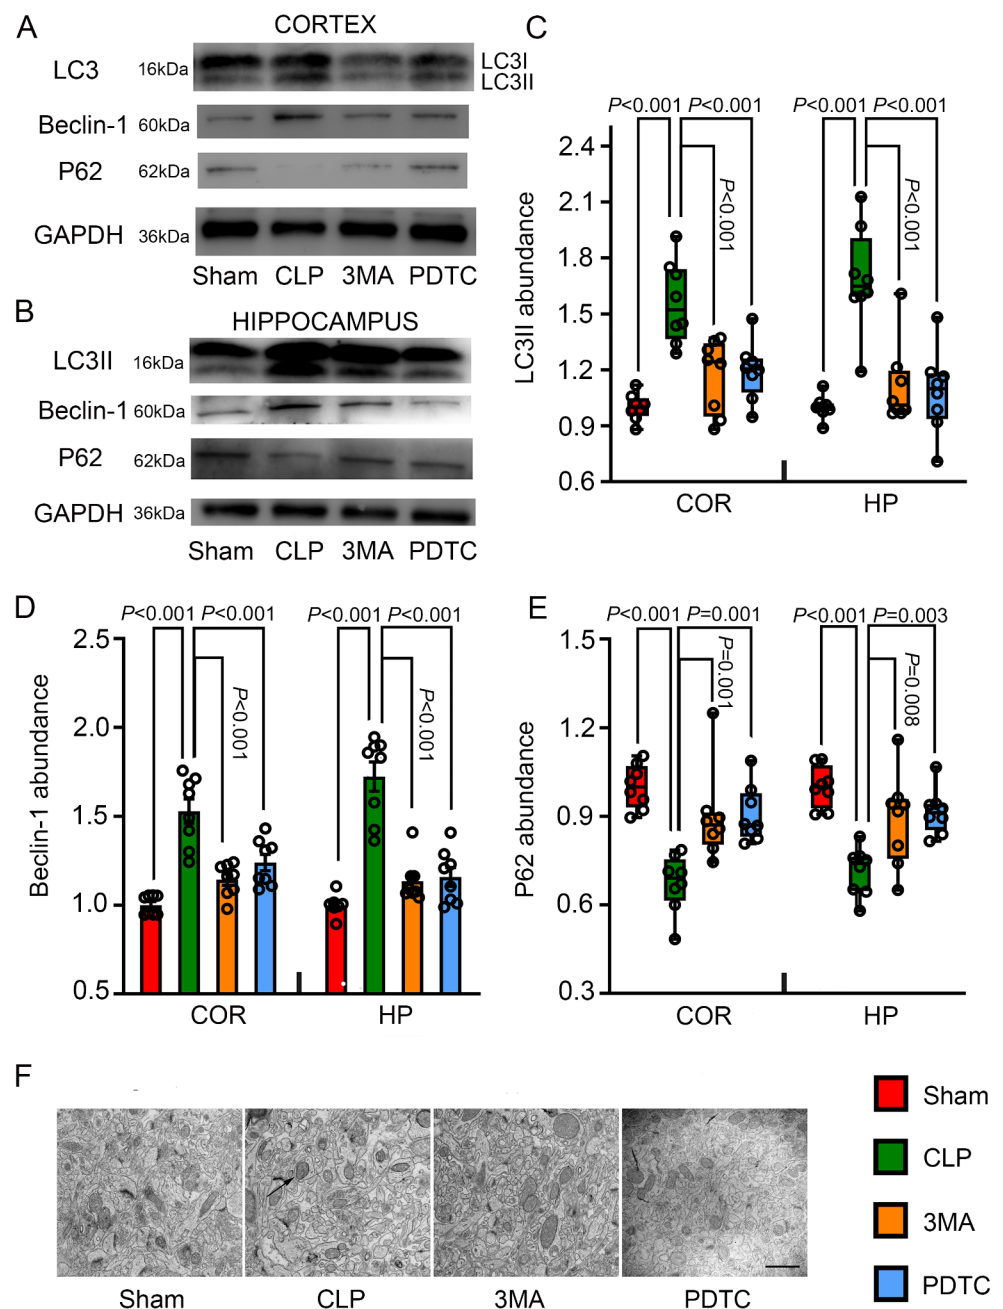 A
CORTEX
LC3
16kDa
LC3I
LC3II
Beclin-1
60kDa
P62
62kDa
GAPDH
36kDa
Sham CLP 3MA PDTC
B
HIPPOCAMPUS
LC3II
16kDa
Beclin-1
60kDa
P62
62kDa
GAPDH
36kDa
Sham CLP 3MA PDTC
C
P<0.001 P<0.001 P<0.001 P<0.001
P<0.001
P<0.001
LC3II abundance
2.4
2.1
1.8
1.5
1.2
0.9
0.6
COR HP
D
P<0.001 P<0.001 P<0.001 P<0.001
P<0.001
P<0.001
Beclin-1 abundance
2.5
2.0
1.5
1.0
0.5
COR HP
E
P<0.001 P=0.001 P<0.001 P=0.003
P=0.001
P=0.008
P62 abundance
1.5
1.2
0.9
0.6
0.3
COR HP
F
Sham CLP 3MA PDTC
Sham
CLP
3MA
PDTC